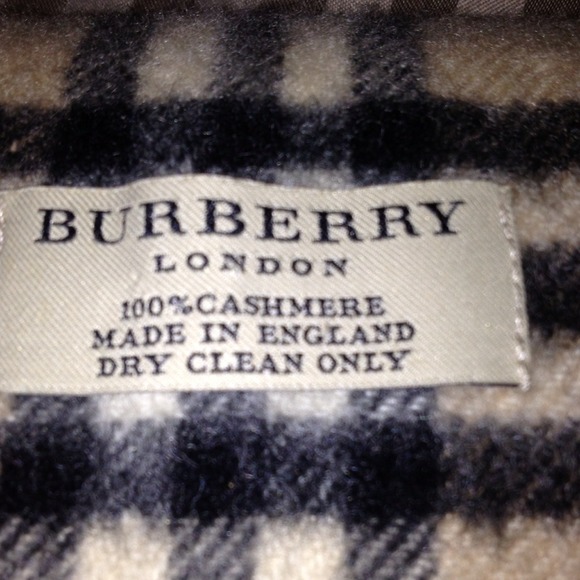 BURBERRY
LONDON
100%CASHMERE
MADE IN ENGLAND
DRY CLEAN ONLY